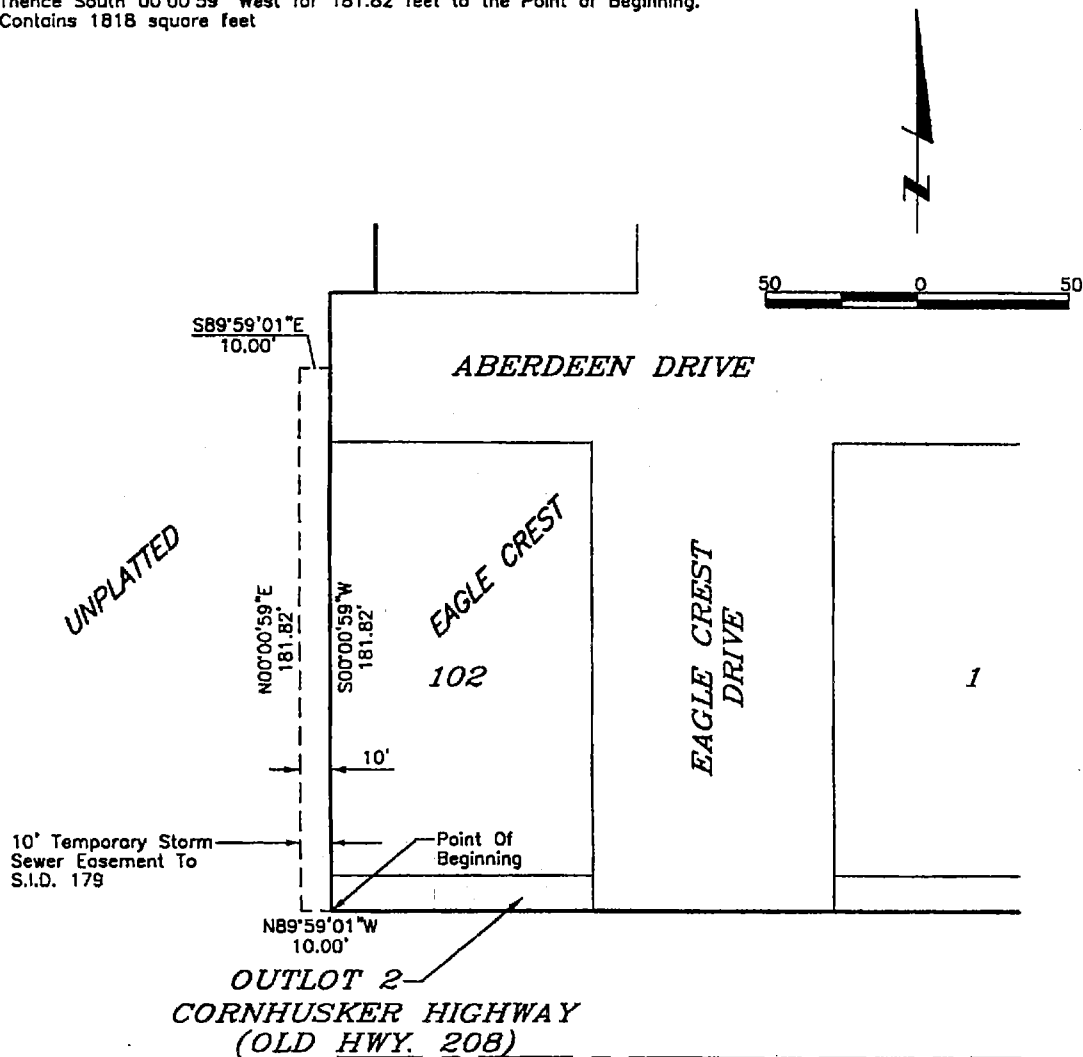 Thence South 00°00'59" West for 181.82 feet to the Point of Beginning.
Contains 1818 square feet
N
50 0 50
S89°59'01"E
10.00'
ABERDEEN DRIVE
UNPLATTED
EAGLE CREST
N00°00'59"E
181.82'
S00°00'59"W
181.82'
102
EAGLE CREST
DRIVE
1
10'
10' Temporary Storm
Sewer Easement To
S.I.D. 179
Point Of
Beginning
N89°59'01"W
10.00'
OUTLOT 2
CORNHUSKER HIGHWAY
(OLD HWY. 208)